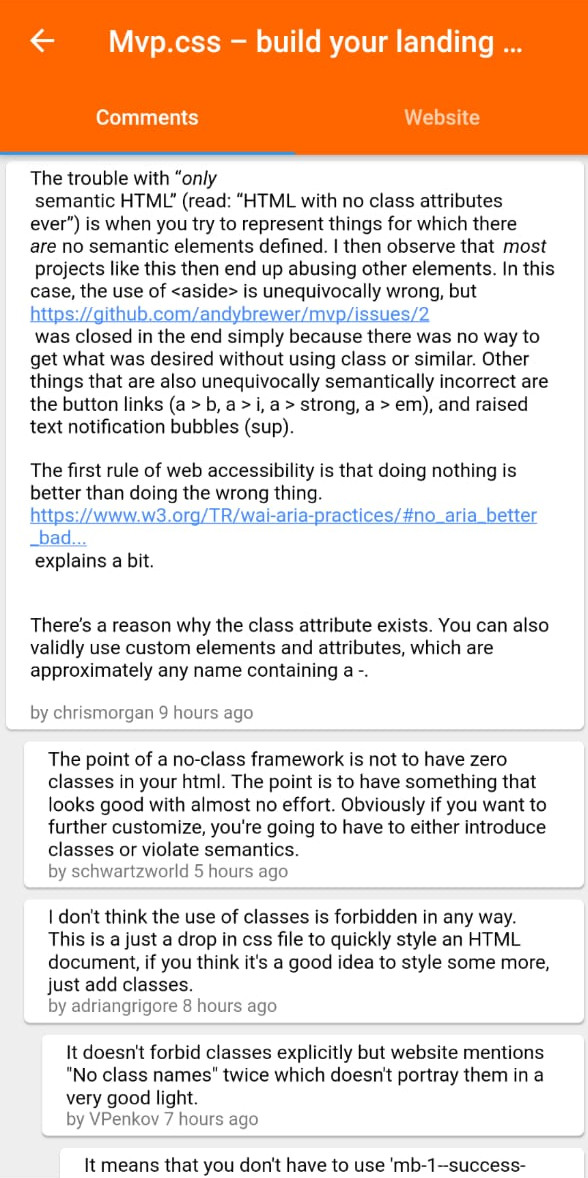 Mvp.css – build your landing ...
Comments
Website
The trouble with “only
semantic HTML” (read: “HTML with no class attributes
ever”) is when you try to represent things for which there
are no semantic elements defined. I then observe that most
projects like this then end up abusing other elements. In this
case, the use of <aside> is unequivocally wrong, but
https://github.com/andybrewer/mvp/issues/2
was closed in the end simply because there was no way to
get what was desired without using class or similar. Other
things that are also unequivocally semantically incorrect are
the button links (a > b, a > i, a > strong, a > em), and raised
text notification bubbles (sup).
The first rule of web accessibility is that doing nothing is
better than doing the wrong thing.
https://www.w3.org/TR/wai-aria-practices/#no_aria_better
_bad...
explains a bit.
There’s a reason why the class attribute exists. You can also
validly use custom elements and attributes, which are
approximately any name containing a -.
by chrismorgan 9 hours ago
The point of a no-class framework is not to have zero
classes in your html. The point is to have something that
looks good with almost no effort. Obviously if you want to
further customize, you're going to have to either introduce
classes or violate semantics.
by schwartzworld 5 hours ago
I don't think the use of classes is forbidden in any way.
This is a just a drop in css file to quickly style an HTML
document, if you think it's a good idea to style some more,
just add classes.
by adriangrigore 8 hours ago
It doesn't forbid classes explicitly but website mentions
"No class names" twice which doesn't portray them in a
very good light.
by VPenkov 7 hours ago
It means that you don't have to use 'mb-1--success-